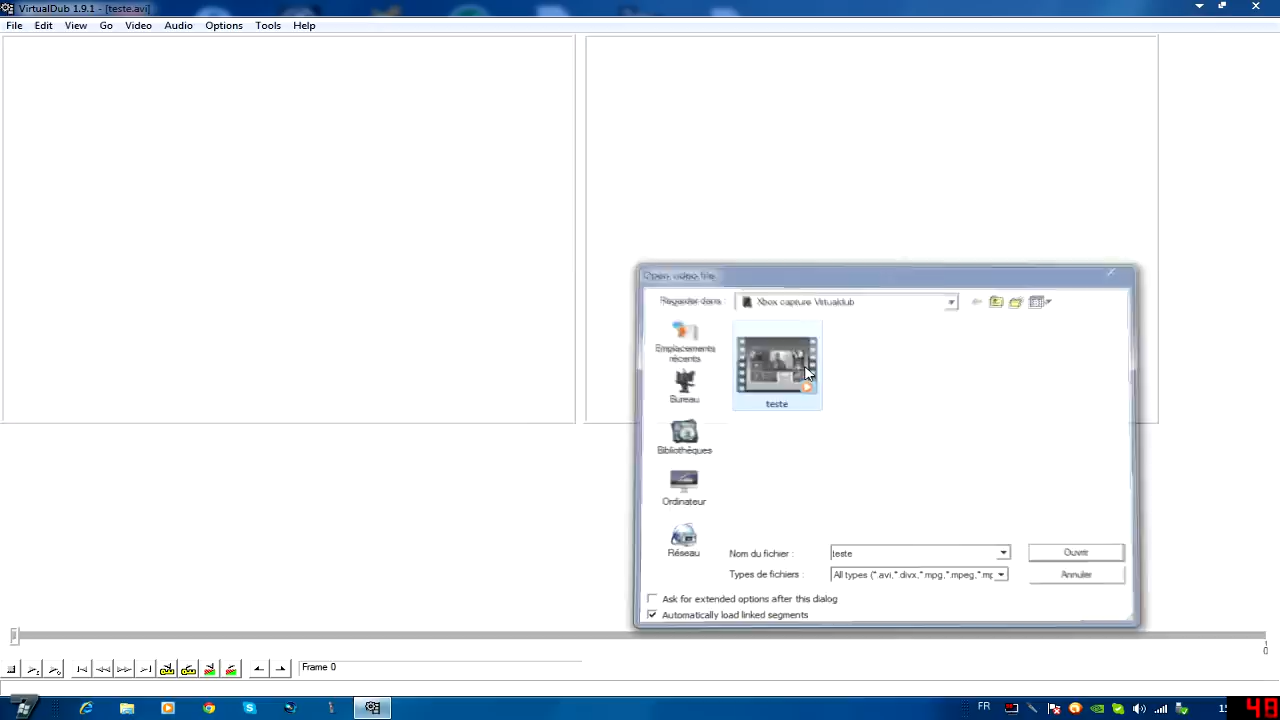 VirtualDub 1.9.1 - [teste.avi]
File Edit View Go Video Audio Options Tools Help
Open video file
Regarder dans : Xbox capture Virtualdub
Emplacements récents
Bureau
Bibliothèques
Ordinateur
Réseau
teste
Nom du fichier : teste
Ouvrir
Types de fichiers : All types (*.avi,*.divx,*.mpg,*.mpeg,*.mp
Annuler
Ask for extended options after this dialog
Automatically load linked segments
0
Frame 0
FR
48